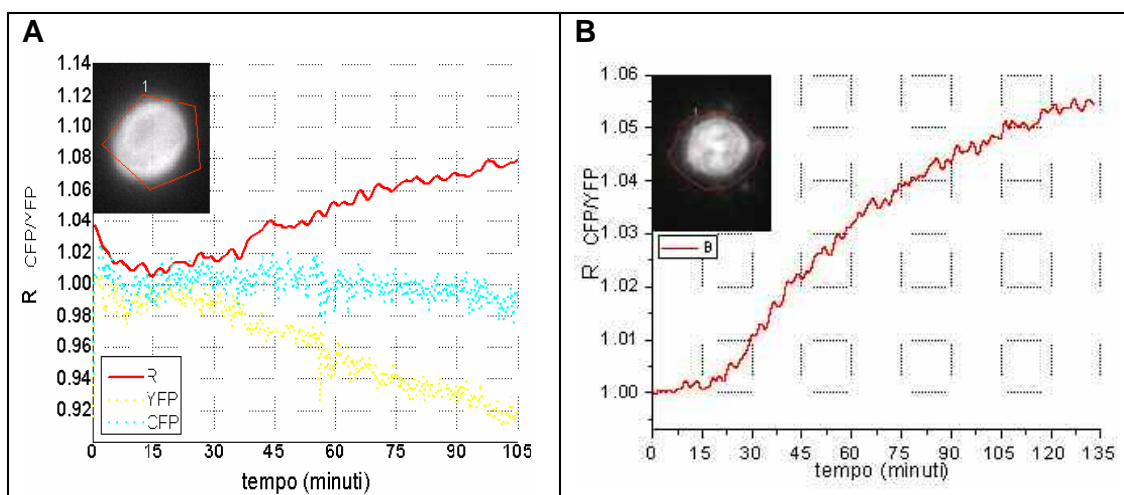 A
1.14
1.12
1.10
1.08
1.06
1.04
1.02
1.00
0.98
0.96
0.94
0.92
R CFP/YFP
1
R
YFP
CFP
0 15 30 45 60 75 90 105
tempo (minuti)
B
1.06
1.05
1.04
1.03
1.02
1.01
1.00
R CFP/YFP
1
B
0 15 30 45 60 75 90 105 120 135
tempo (minuti)